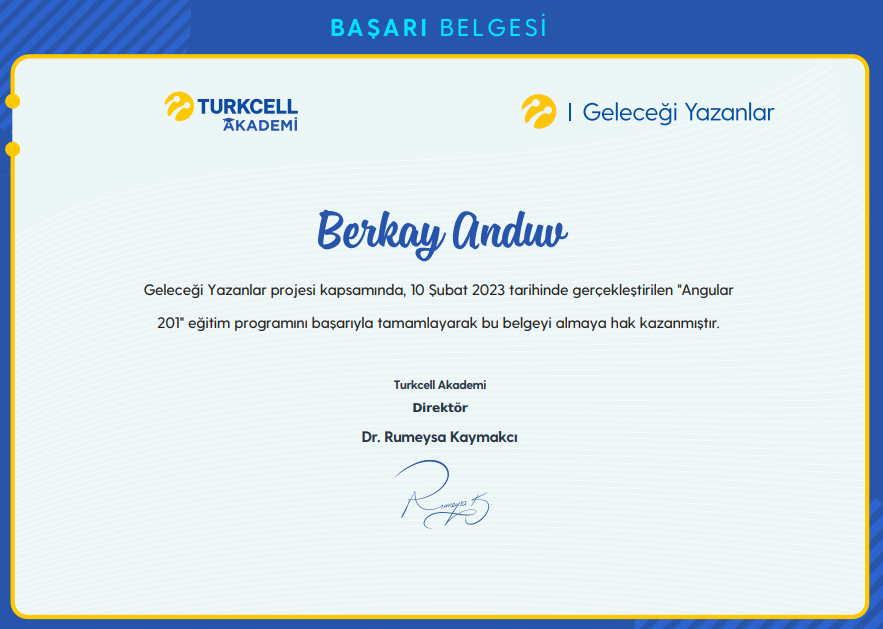 BAŞARI BELGESİ
TURKCELL
AKADEMİ
Geleceği Yazanlar
Berkay Anduv
Geleceği Yazanlar projesi kapsamında, 10 Şubat 2023 tarihinde gerçekleştirilen "Angular
201" eğitim programını başarıyla tamamlayarak bu belgeyi almaya hak kazanmıştır.
Turkcell Akademi
Direktör
Dr. Rumeysa Kaymakcı
Rumeysa K.